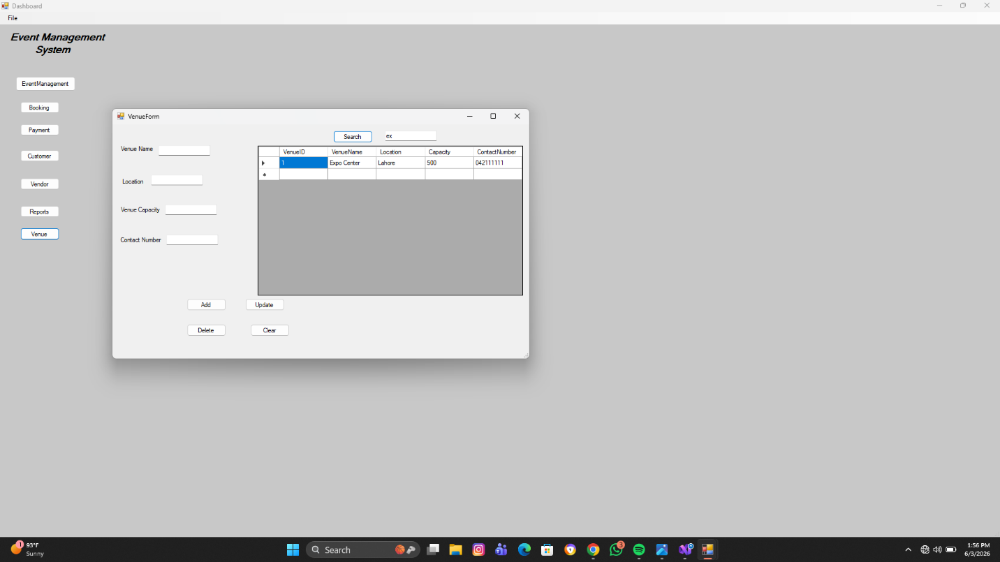 Dashboard
File
Event Management
System
EventManagement
Booking
Payment
Customer
Vendor
Reports
Venue
VenueForm
Search
ex
Venue Name
Location
Venue Capacity
Contact Number
VenueID VenueName Location Capacity ContactNumber
1 Expo Center Lahore 500 042111111
Add
Update
Delete
Clear
1
93°F
Sunny
Search
3
1:56 PM
6/3/2026